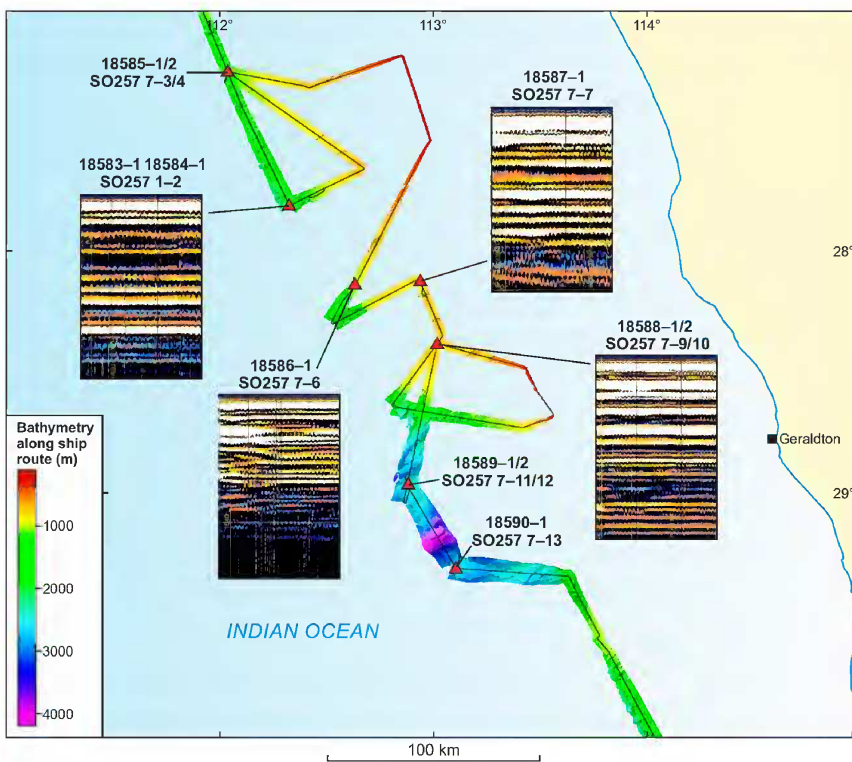 112°
113°
114°
18585–1/2
SO257 7–3/4
18587–1
SO257 7–7
18583–1 18584–1
SO257 1–2
28°
18588–1/2
SO257 7–9/10
18586–1
SO257 7–6
Bathymetry
along ship
route (m)
Geraldton
18589–1/2
SO257 7–11/12
29°
-1000
18590–1
SO257 7–13
-2000
INDIAN OCEAN
-3000
-4000
100 km